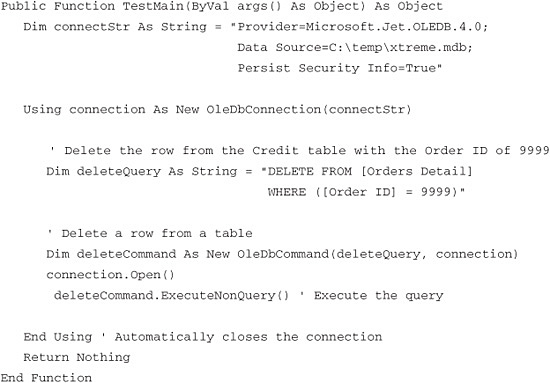 Public Function TestMain(ByVal args() As Object) As Object
Dim connectStr As String = "Provider=Microsoft.Jet.OLEDB.4.0;
Data Source=C:\temp\xtreme.mdb;
Persist Security Info=True"
Using connection As New OleDbConnection(connectStr)
' Delete the row from the Credit table with the Order ID of 9999
Dim deleteQuery As String = "DELETE FROM [Orders Detail]
WHERE ([Order ID] = 9999)"
' Delete a row from a table
Dim deleteCommand As New OleDbCommand(deleteQuery, connection)
connection.Open()
deleteCommand.ExecuteNonQuery() ' Execute the query
End Using ' Automatically closes the connection
Return Nothing
End Function